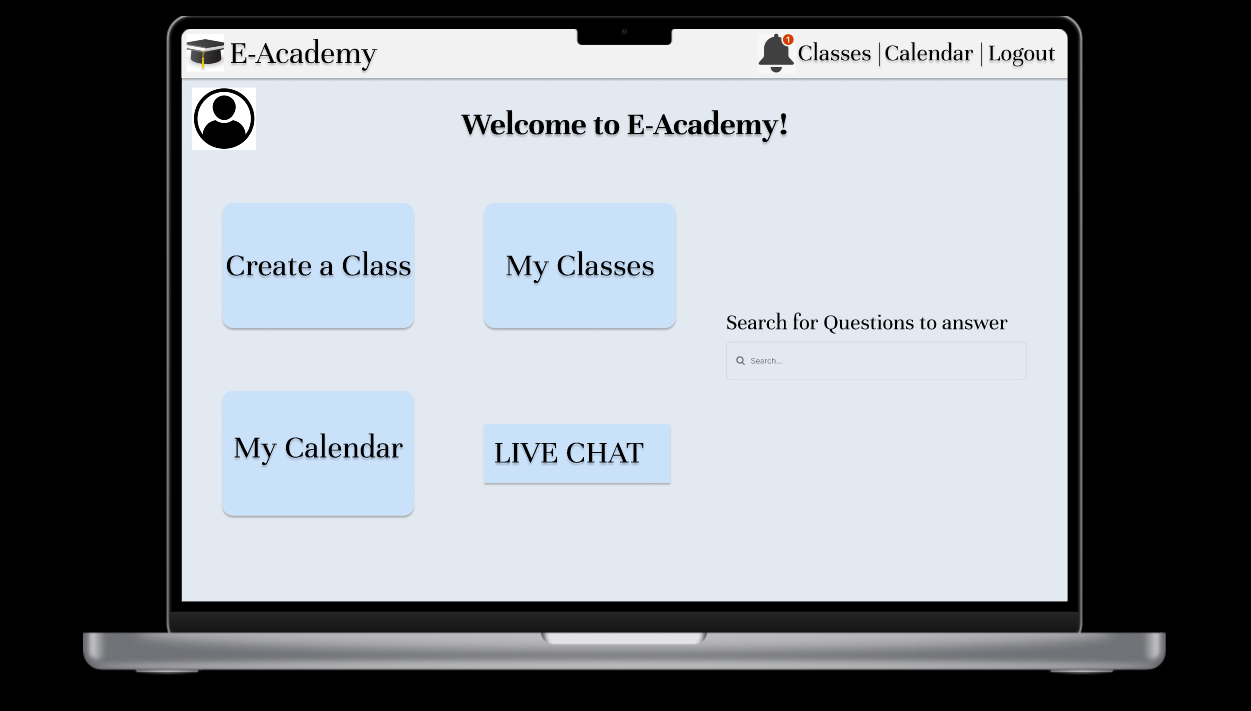 E-Academy
1
Classes | Calendar | Logout
Welcome to E-Academy!
Create a Class
My Classes
Search for Questions to answer
Search...
My Calendar
LIVE CHAT